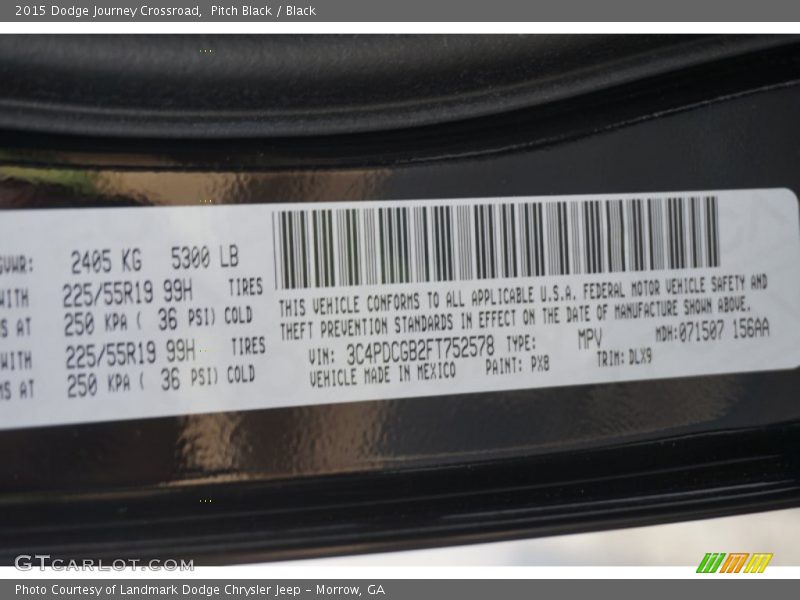 2015 Dodge Journey Crossroad, Pitch Black / Black
GVWR: 2405 KG 5300 LB
WITH 225/55R19 99H TIRES
MS AT 250 KPA ( 36 PSI) COLD
WITH 225/55R19 99H TIRES
MS AT 250 KPA ( 36 PSI) COLD
THIS VEHICLE CONFORMS TO ALL APPLICABLE U.S.A. FEDERAL MOTOR VEHICLE SAFETY AND
THEFT PREVENTION STANDARDS IN EFFECT ON THE DATE OF MANUFACTURE SHOWN ABOVE.
VIN: 3C4PDCGB2FT752578 TYPE: MPV MDH:071507 156AA
VEHICLE MADE IN MEXICO PAINT: PX8 TRIM: DLX9
GTCARLOT.COM
Photo Courtesy of Landmark Dodge Chrysler Jeep – Morrow, GA